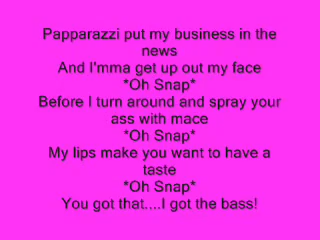 Papparazzi put my business in the
news
And I'mma get up out my face
*Oh Snap*
Before I turn around and spray your
ass with mace
*Oh Snap*
My lips make you want to have a
taste
*Oh Snap*
You got that....I got the bass!